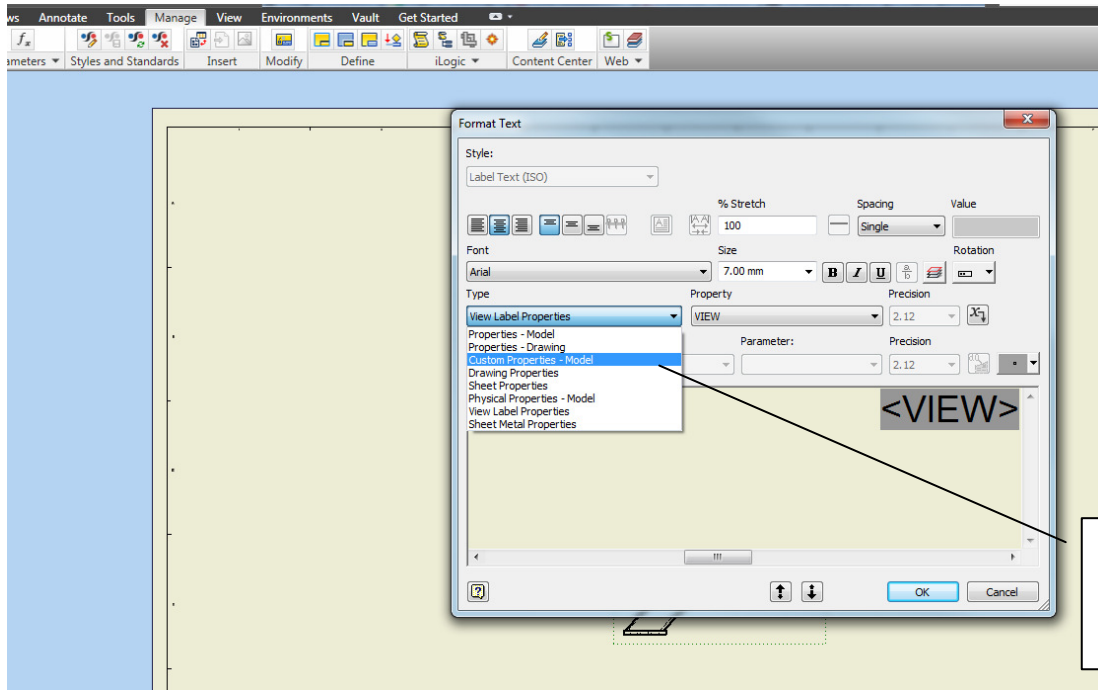 ws Annotate Tools Manage View Environments Vault Get Started
fx
ameters Styles and Standards Insert Modify Define iLogic Content Center Web
Format Text
Style:
Label Text (ISO)
% Stretch Spacing Value
100 Single
Font Size Rotation
Arial 7.00 mm B I U
Type Property Precision
View Label Properties VIEW 2.12
Properties - Model
Properties - Drawing
Parameter: Precision
Custom Properties - Model
2.12
Drawing Properties
Sheet Properties
Physical Properties - Model
View Label Properties
Sheet Metal Properties
<VIEW>
OK Cancel